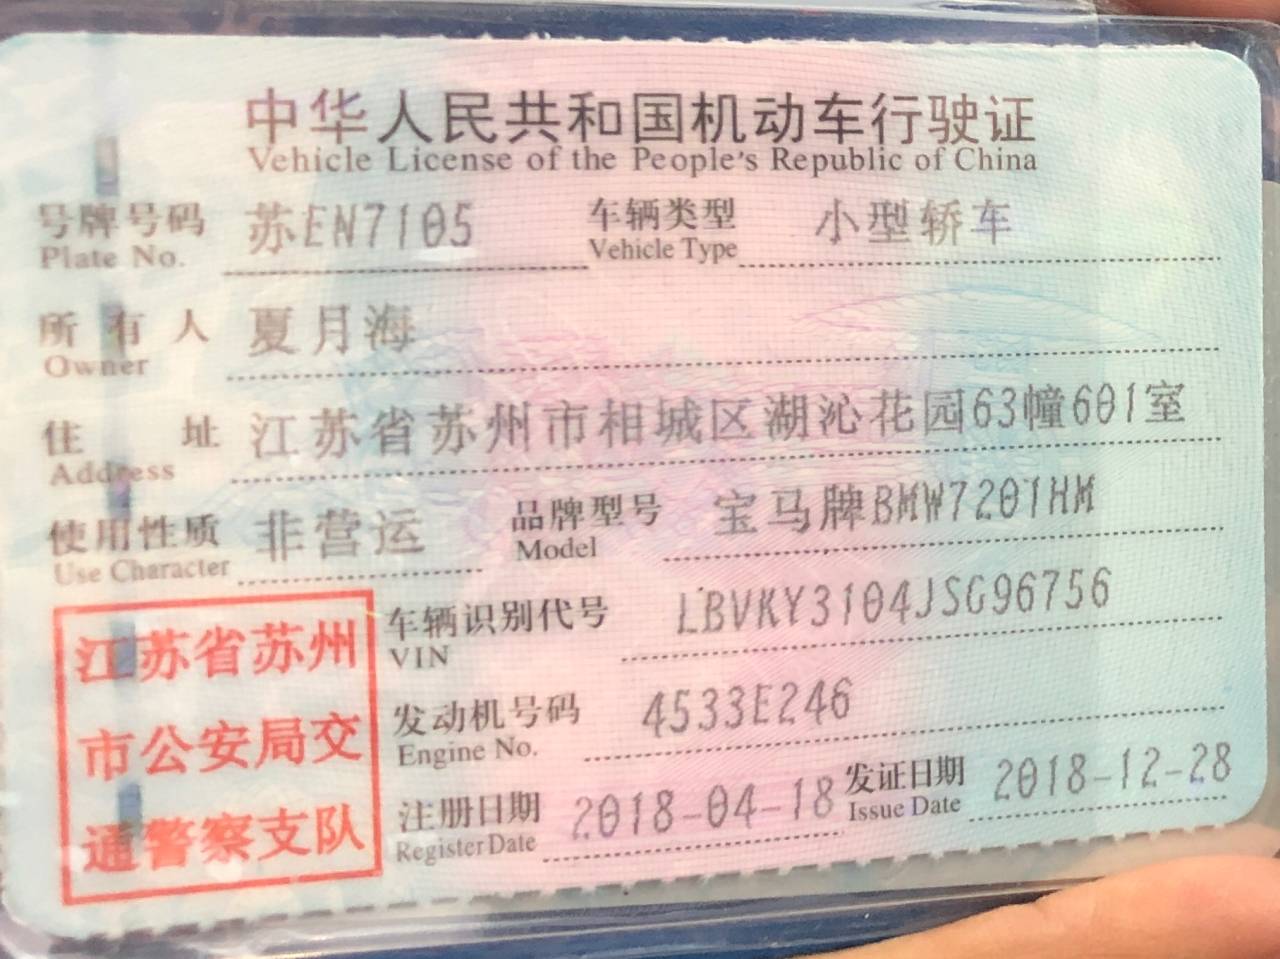 中华人民共和国机动车行驶证
Vehicle License of the People's Republic of China
号牌号码 苏EN7105 车辆类型 小型轿车
Plate No. Vehicle Type
所有人 夏月海
Owner
住址 江苏省苏州市相城区湖沁花园63幢601室
Address
使用性质 非营运 品牌型号 宝马牌BMW7201HM
Use Character Model
车辆识别代号 LBVKY3104JSG96756
VIN
发动机号码 4533E246
Engine No.
注册日期 2018-04-18 发证日期 2018-12-28
Register Date Issue Date
江苏省苏州
市公安局交
通警察支队